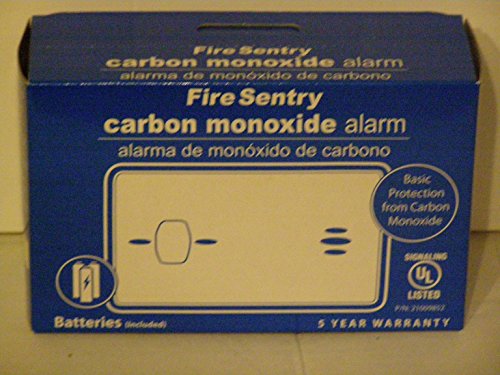 Fire Sentry
carbon monoxide alarm
alarma de monóxido de carbono
Fire Sentry
carbon monoxide alarm
alarma de monóxido de carbono
Basic
Protection
from Carbon
Monoxide
SIGNALING
UL
LISTED
P/N 21009852
Batteries (included)
5 YEAR WARRANTY